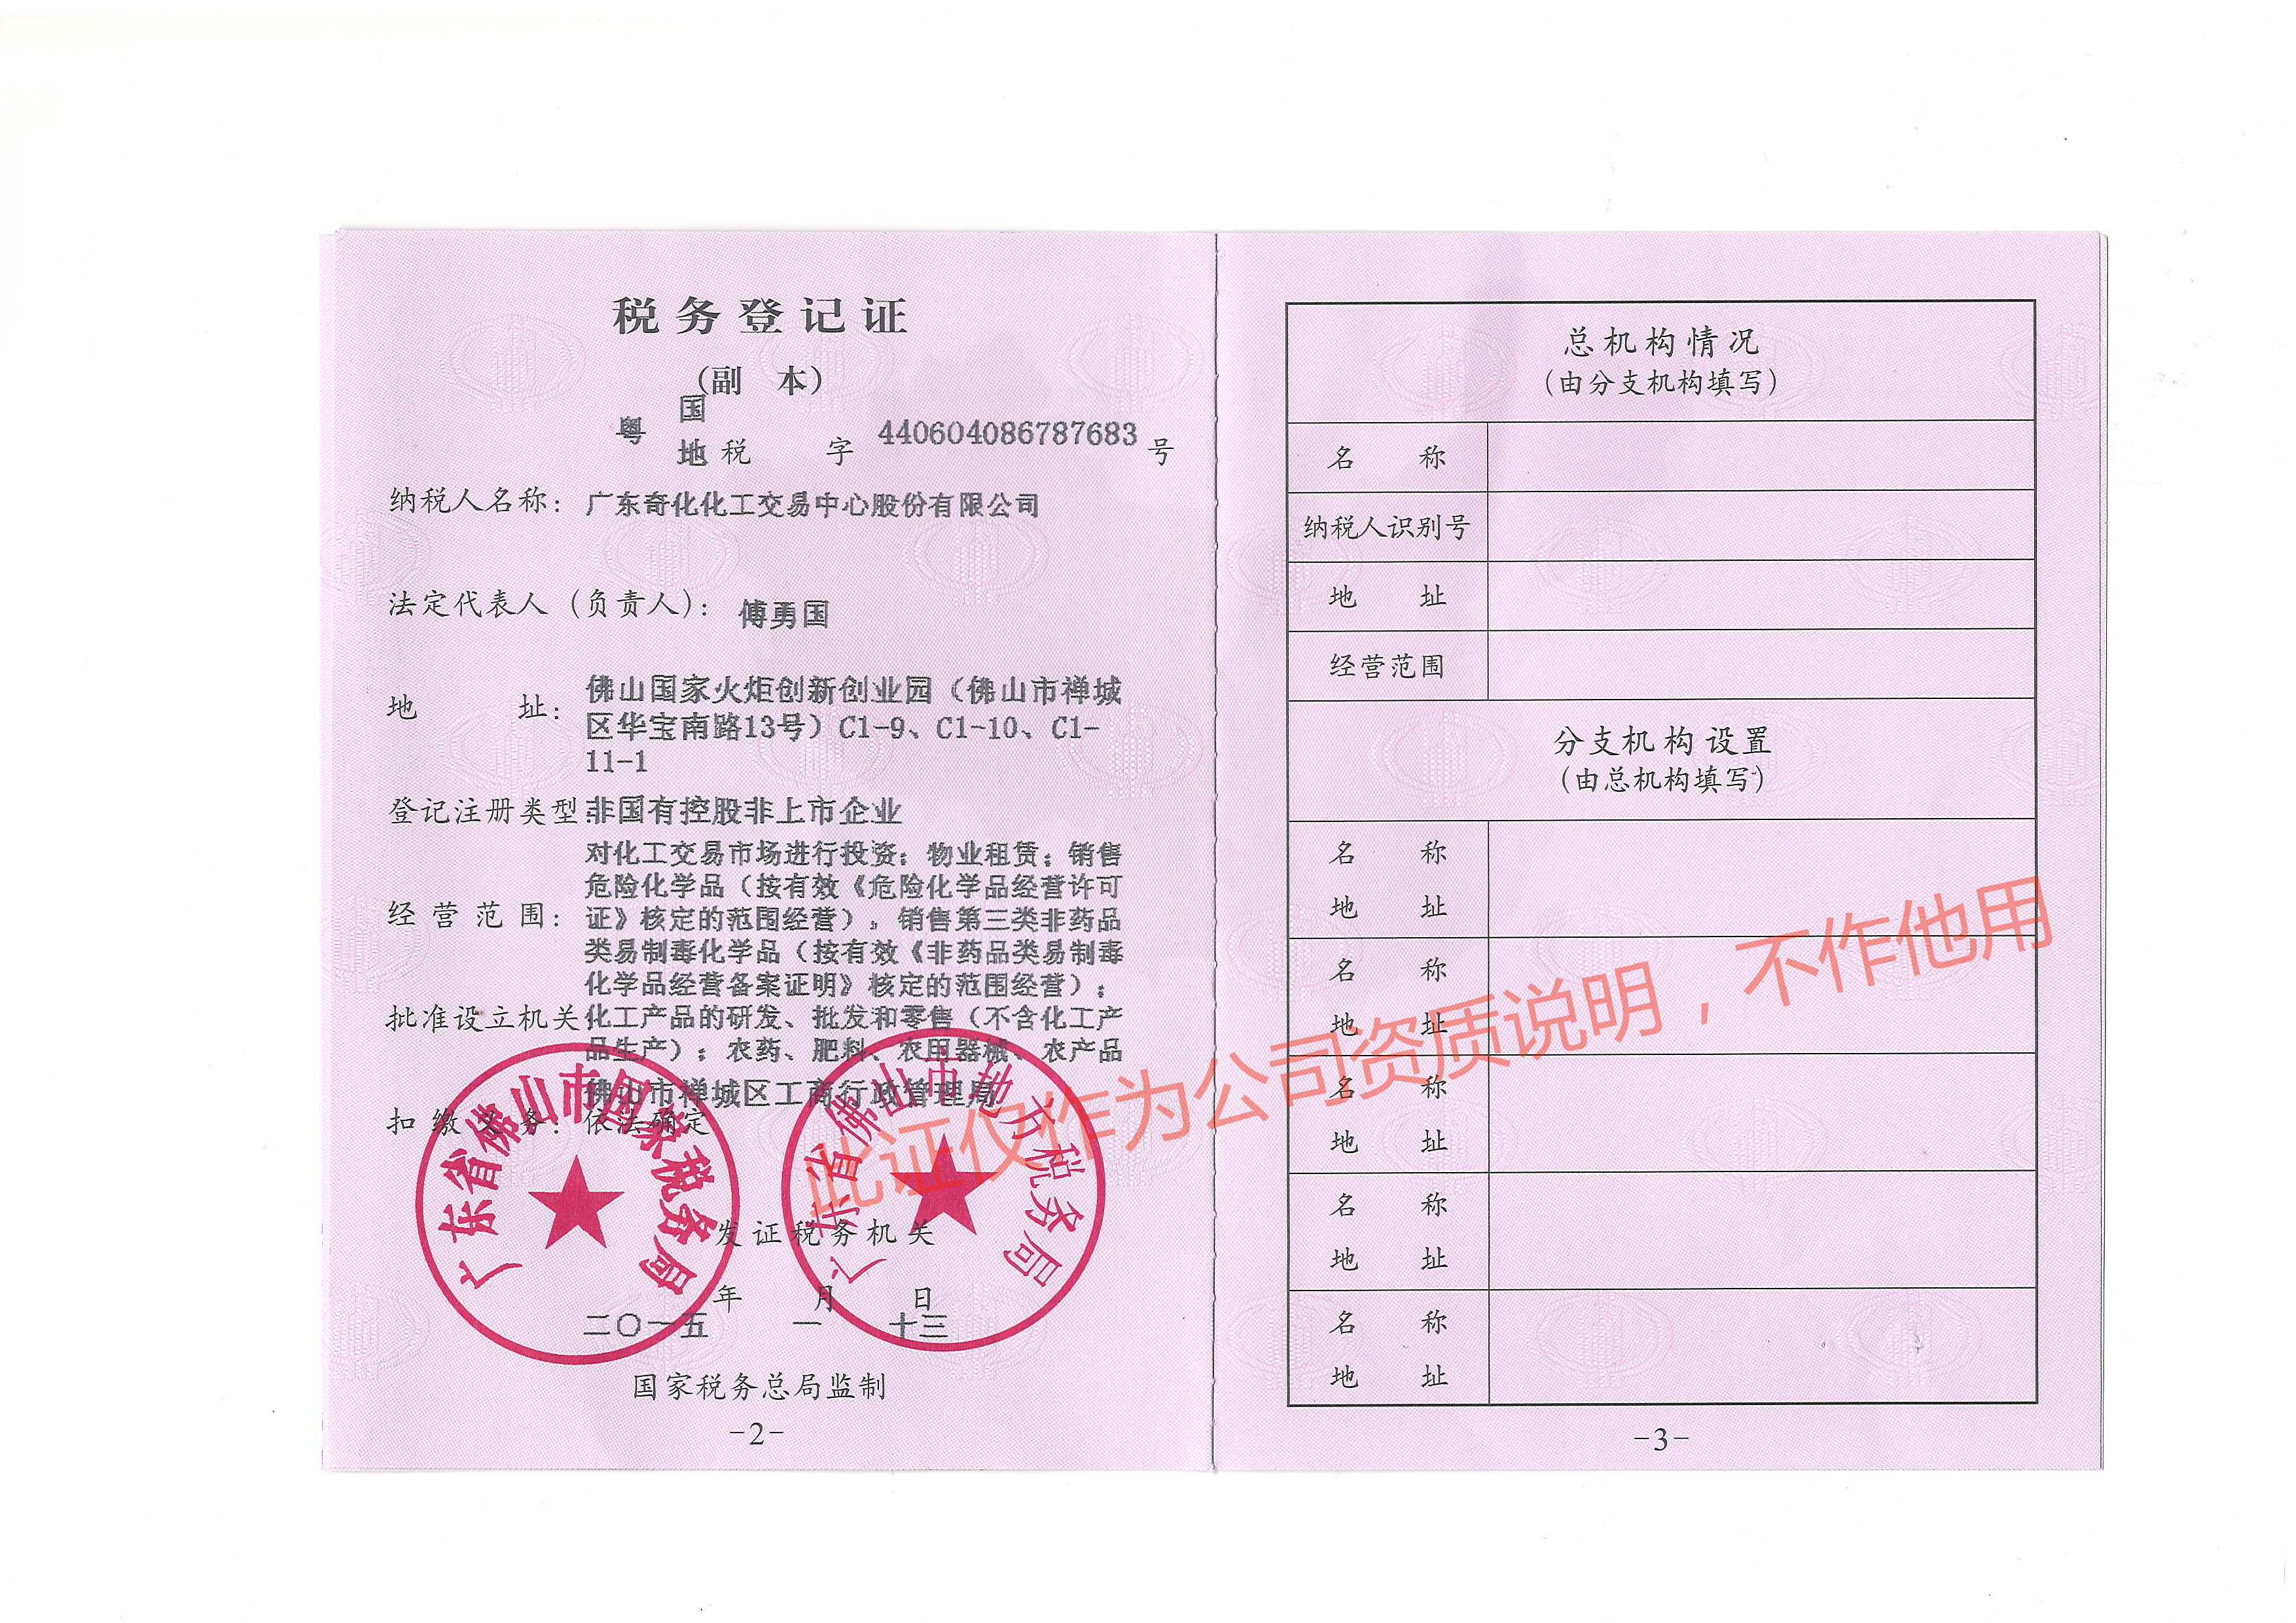 税务登记证
（副 本）
粤 国 地 税 字 440604086787683 号
纳税人名称：广东奇化化工交易中心股份有限公司
法定代表人（负责人）：傅勇国
地 址：佛山国家火炬创新创业园（佛山市禅城
区华宝南路13号）C1-9、C1-10、C1-
11-1
登记注册类型：非国有控股非上市企业
经营范围：对化工交易市场进行投资；物业租赁；销售
危险化学品（按有效《危险化学品经营许可
证》核定的范围经营），销售第三类非药品
类易制毒化学品（按有效《非药品类易制毒
化学品经营备案证明》核定的范围经营）；
化工产品的研发、批发和零售（不含化工产
品生产）；农药、肥料、农用器械、农产品
批准设立机关：佛山市禅城区工商行政管理局
扣缴义务：依法确定
广东省佛山市国家税务局
广东省佛山市地方税务局
发证税务机关
二〇一五年 一月 十三日
国家税务总局监制
-2-
总机构情况
（由分支机构填写）
名 称
纳税人识别号
地 址
经营范围
分支机构设置
（由总机构填写）
名 称
地 址
名 称
地 址
名 称
地 址
名 称
地 址
名 称
地 址
-3-
此证仅作为公司资质说明，不作他用